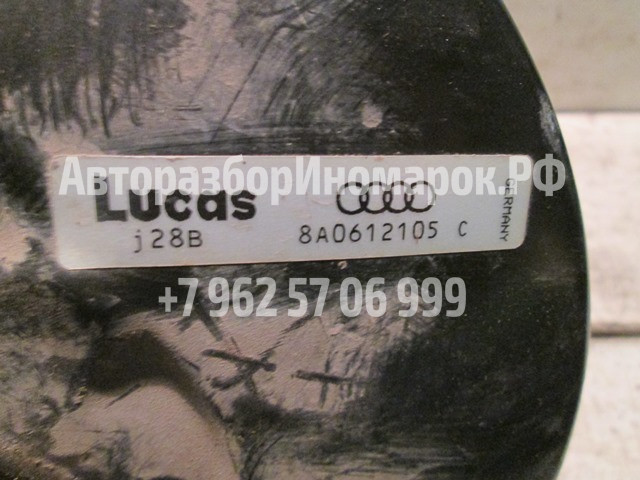 АвторазборИномарок.РФ
Lucas
GERMANY
j28B 8A0612105 C
+7 962 57 06 999